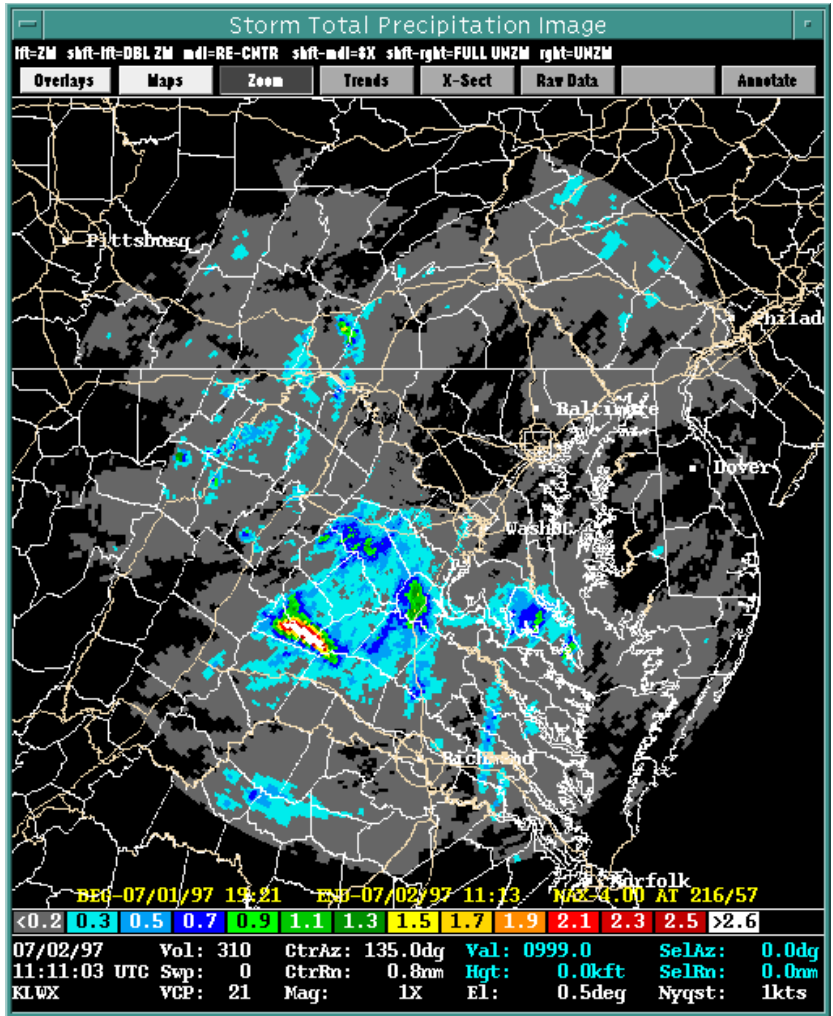 Storm Total Precipitation Image
lft=ZM shft-lft=DBL ZM mdl=RE-CNTR shft-mdl=$X shft-rght=FULL UNZM rght=UNZM
Overlays Maps Zoom Trends X-Sect Raw Data Annotate
Pittsburg
Philad
Baltimore
Dover
WashDC
Richmond
Norfolk
BEG-07/01/97 19:21 END-07/02/97 11:13 MAX-4.00 AT 216/57
<0.2 0.3 0.5 0.7 0.9 1.1 1.3 1.5 1.7 1.9 2.1 2.3 2.5 >2.6
07/02/97 Vol: 310 CtrAz: 135.0dg Val: 0999.0 SelAz: 0.0dg
11:11:03 UTC Swp: 0 CtrRn: 0.8nm Hgt: 0.0kft SelRn: 0.0nm
KLWX VCP: 21 Mag: 1X El: 0.5deg Nyqst: 1kts